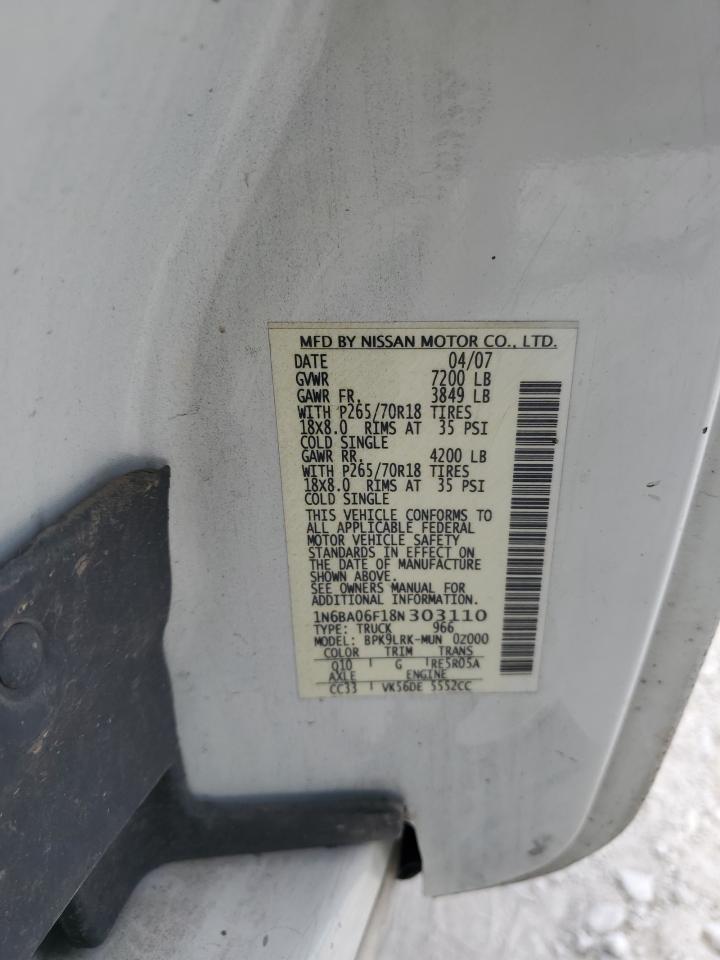 MFD BY NISSAN MOTOR CO., LTD.
DATE 04/07
GVWR 7200 LB
GAWR FR. 3849 LB
WITH P265/70R18 TIRES
18X8.0 RIMS AT 35 PSI
COLD SINGLE
GAWR RR. 4200 LB
WITH P265/70R18 TIRES
18X8.0 RIMS AT 35 PSI
COLD SINGLE
THIS VEHICLE CONFORMS TO
ALL APPLICABLE FEDERAL
MOTOR VEHICLE SAFETY
STANDARDS IN EFFECT ON
THE DATE OF MANUFACTURE
SHOWN ABOVE.
SEE OWNERS MANUAL FOR
ADDITIONAL INFORMATION.
1N6BA06F18N303110
TYPE: TRUCK 966
MODEL: BPK9LRK-MUN 02000
COLOR TRIM TRANS
Q10 G RE5R05A
AXLE ENGINE
CC33 VK56DE 5552CC